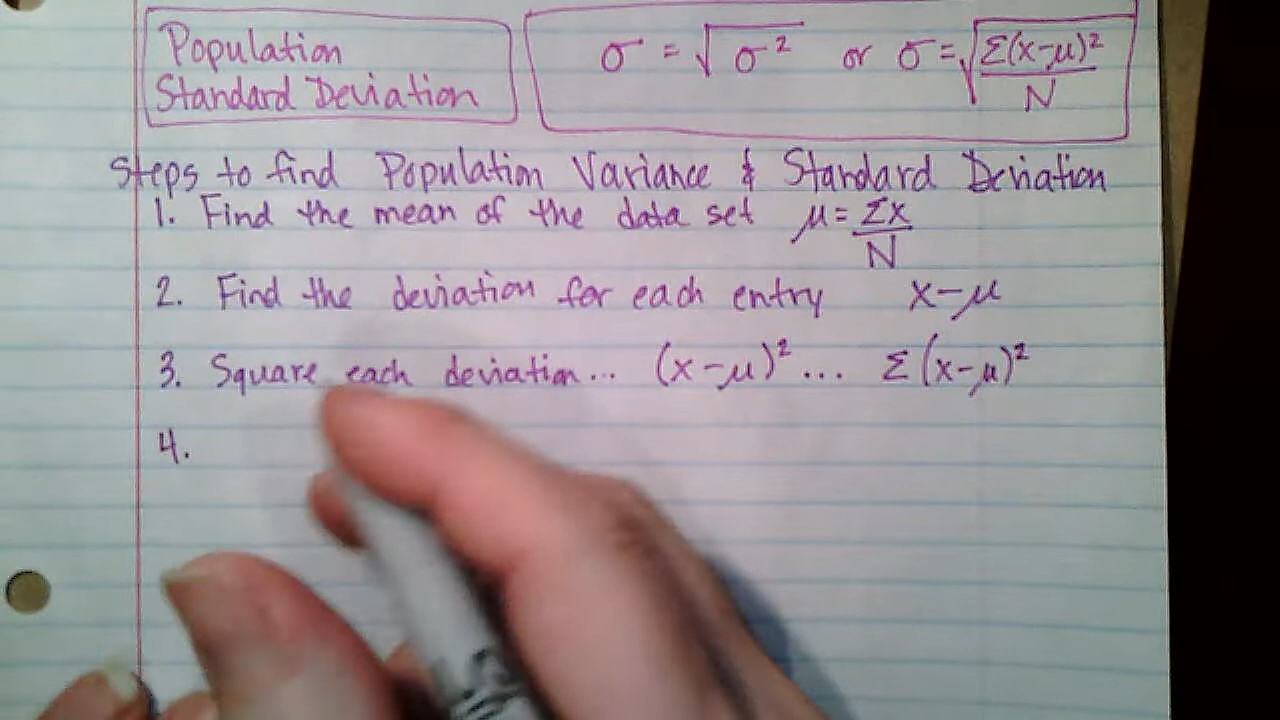 Population
Standard Deviation
σ = √σ² or σ = √Σ(x-μ)²/N
Steps to find Population Variance & Standard Deviation
1. Find the mean of the data set μ = Σx/N
2. Find the deviation for each entry x-μ
3. Square each deviation... (x-μ)² ... Σ(x-μ)²
4.